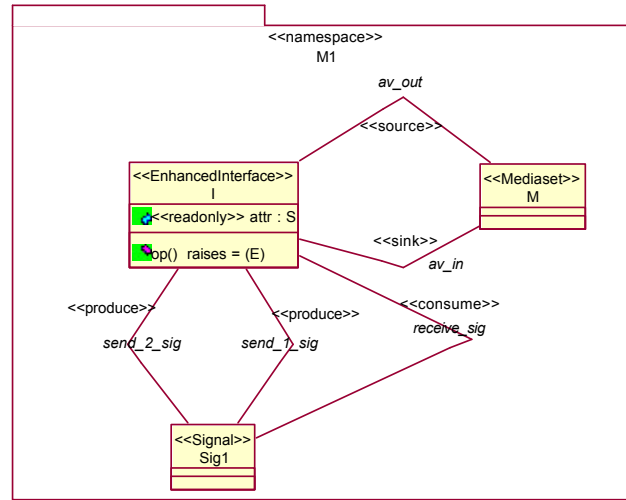 <<namespace>>
M1
av_out
<<source>>
<<EnhancedInterface>>
I
<<readonly>> attr : S
op() raises = (E)
<<Mediaset>>
M
<<sink>>
av_in
<<produce>>
send_2_sig
<<produce>>
send_1_sig
<<consume>>
receive_sig
<<Signal>>
Sig1